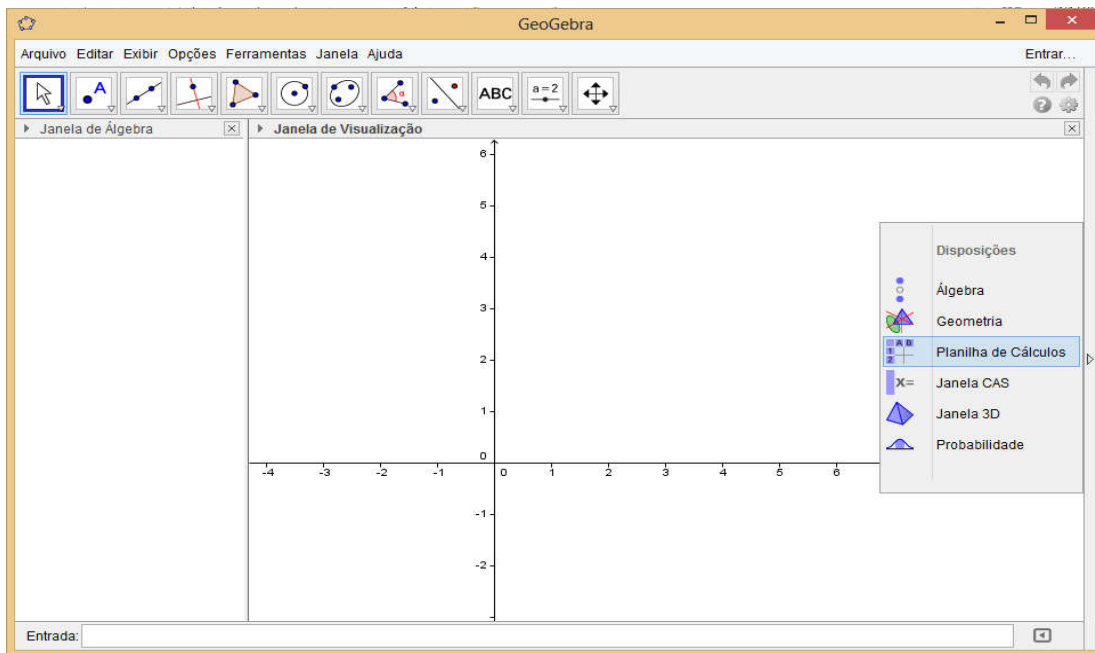 GeoGebra
Arquivo Editar Exibir Opções Ferramentas Janela Ajuda
Entrar...
A
α
ABC
a=2
Janela de Álgebra
Janela de Visualização
6
5
4
3
2
1
0
-1
-2
-4 -3 -2 -1 0 1 2 3 4 5 6
Disposições
Álgebra
Geometria
A B
1
2
Planilha de Cálculos
X=
Janela CAS
Janela 3D
Probabilidade
Entrada: